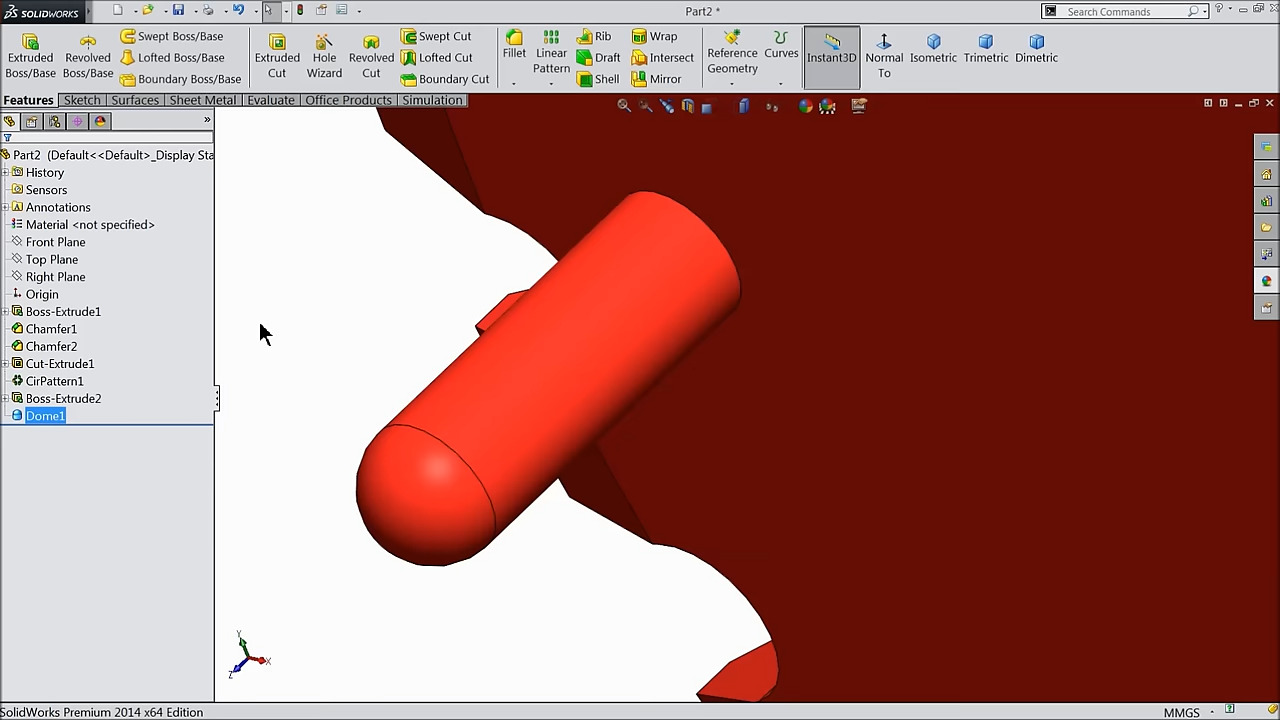 SOLIDWORKS
Part2 *
Search Commands
?
Extruded Boss/Base
Revolved Boss/Base
Swept Boss/Base
Lofted Boss/Base
Boundary Boss/Base
Extruded Cut
Hole Wizard
Revolved Cut
Swept Cut
Lofted Cut
Boundary Cut
Fillet
Linear Pattern
Rib
Draft
Shell
Wrap
Intersect
Mirror
Reference Geometry
Curves
Instant3D
Normal To
Isometric
Trimetric
Dimetric
Features
Sketch
Surfaces
Sheet Metal
Evaluate
Office Products
Simulation
»
Part2 (Default<<Default>_Display Sta
History
Sensors
Annotations
Material <not specified>
Front Plane
Top Plane
Right Plane
Origin
Boss-Extrude1
Chamfer1
Chamfer2
Cut-Extrude1
CirPattern1
Boss-Extrude2
Dome1
Y
X
Z
SolidWorks Premium 2014 x64 Edition
MMGS